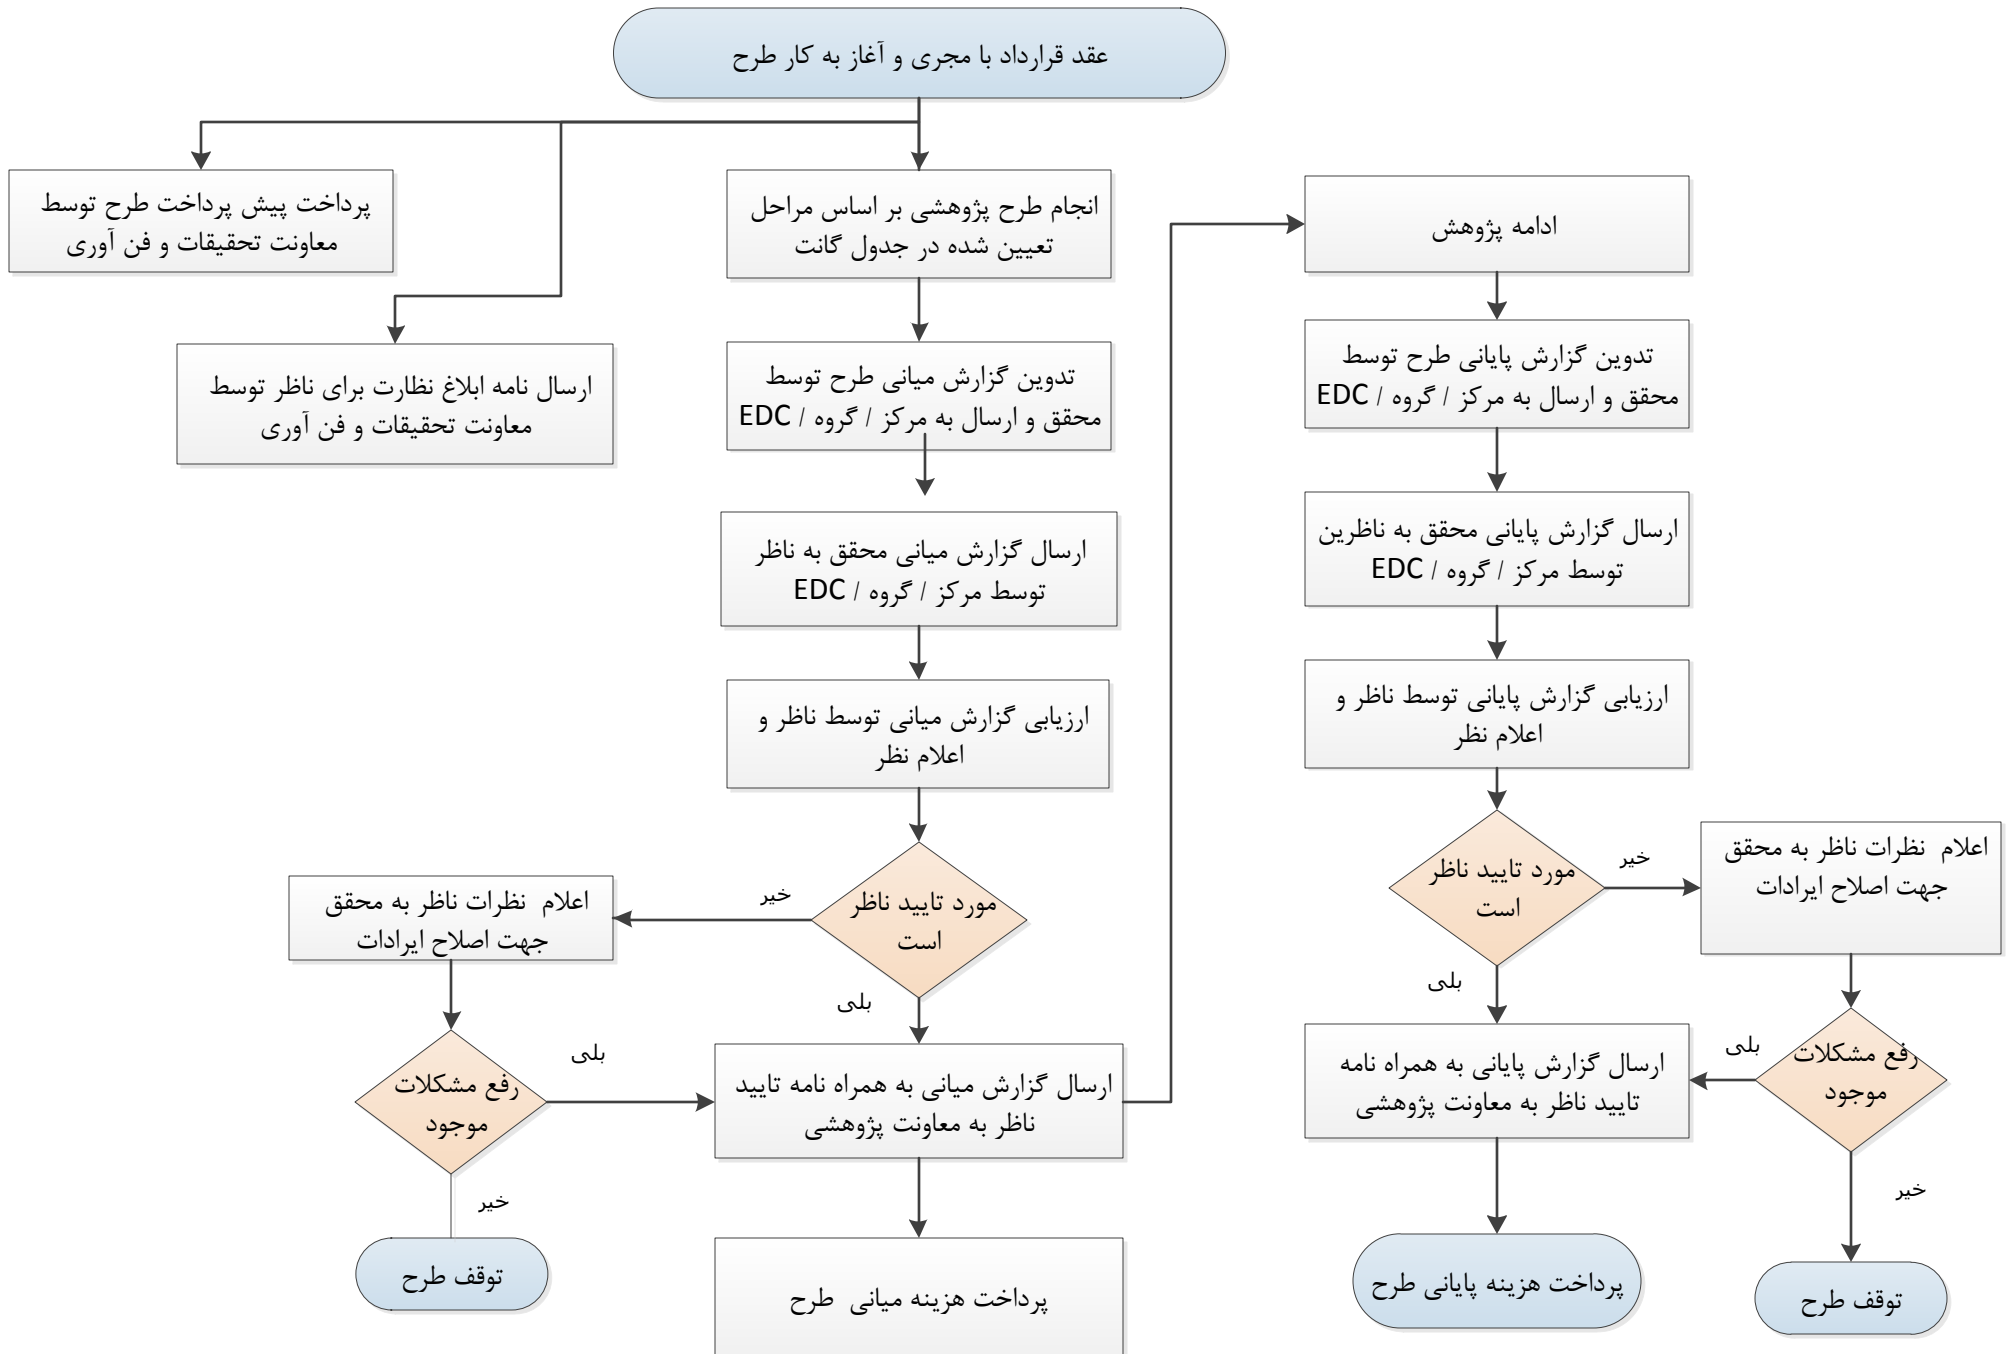 عقد قرارداد با مجری و آغاز به کار طرح
پرداخت پیش پرداخت طرح توسط
معاونت تحقیقات و فن آوری
ارسال نامه ابلاغ نظارت برای ناظر توسط
معاونت تحقیقات و فن آوری
انجام طرح پژوهشی بر اساس مراحل
تعیین شده در جدول گانت
تدوین گزارش میانی طرح توسط
محقق و ارسال به مرکز / گروه / EDC
ارسال گزارش میانی محقق به ناظر
توسط مرکز / گروه / EDC
ارزیابی گزارش میانی توسط ناظر و
اعلام نظر
مورد تایید ناظر
است
خیر
اعلام نظرات ناظر به محقق
جهت اصلاح ایرادات
بلی
رفع مشکلات
موجود
بلی
خیر
توقف طرح
ارسال گزارش میانی به همراه نامه تایید
ناظر به معاونت پژوهشی
پرداخت هزینه میانی طرح
ادامه پژوهش
تدوین گزارش پایانی طرح توسط
محقق و ارسال به مرکز / گروه / EDC
ارسال گزارش پایانی محقق به ناظرین
توسط مرکز / گروه / EDC
ارزیابی گزارش پایانی توسط ناظر و
اعلام نظر
مورد تایید ناظر
است
خیر
اعلام نظرات ناظر به محقق
جهت اصلاح ایرادات
بلی
رفع مشکلات
موجود
بلی
خیر
توقف طرح
ارسال گزارش پایانی به همراه نامه
تایید ناظر به معاونت پژوهشی
پرداخت هزینه پایانی طرح